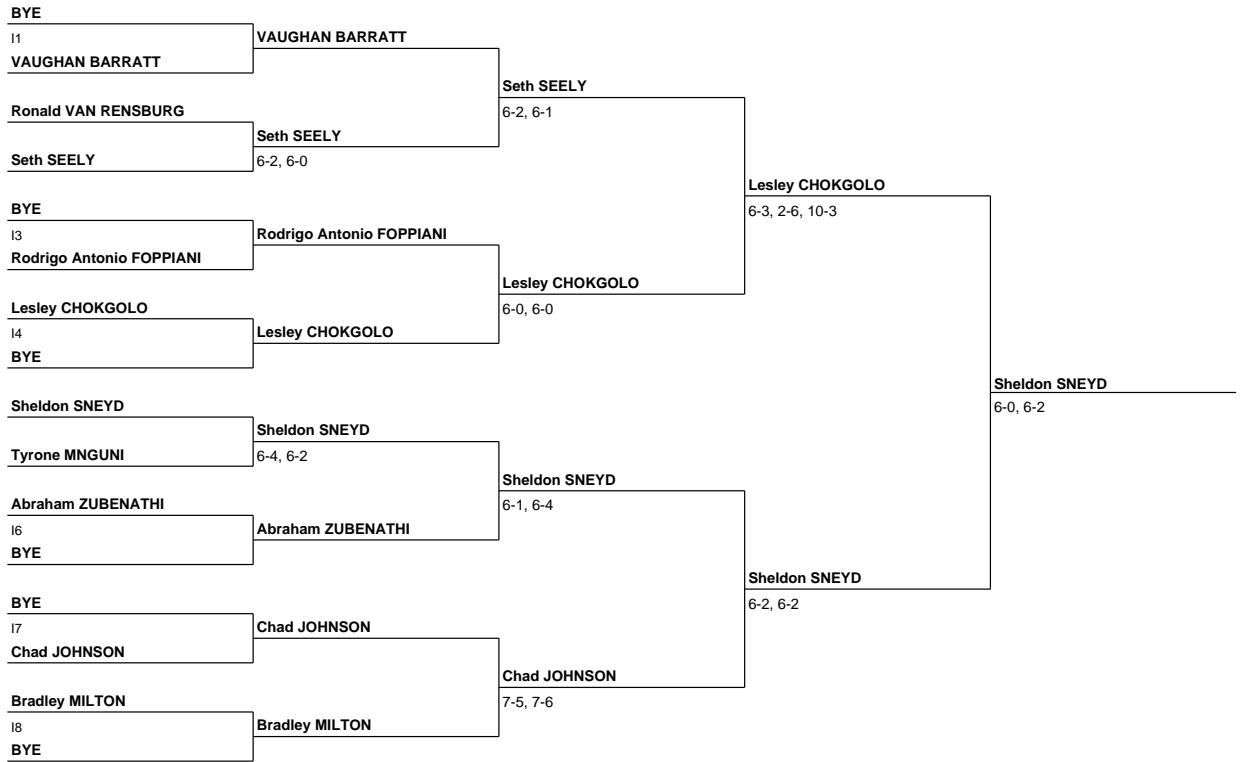 BYE
I1
VAUGHAN BARRATT
Ronald VAN RENSBURG
Seth SEELY
BYE
I3
Rodrigo Antonio FOPPIANI
Lesley CHOKGOLO
I4
BYE
Sheldon SNEYD
Tyrone MNGUNI
Abraham ZUBENATHI
I6
BYE
BYE
I7
Chad JOHNSON
Bradley MILTON
I8
BYE
VAUGHAN BARRATT
Seth SEELY
6-2, 6-0
Rodrigo Antonio FOPPIANI
Lesley CHOKGOLO
Sheldon SNEYD
6-4, 6-2
Abraham ZUBENATHI
Chad JOHNSON
Bradley MILTON
Seth SEELY
6-2, 6-1
Lesley CHOKGOLO
6-0, 6-0
Sheldon SNEYD
6-1, 6-4
Chad JOHNSON
7-5, 7-6
Lesley CHOKGOLO
6-3, 2-6, 10-3
Sheldon SNEYD
6-2, 6-2
Sheldon SNEYD
6-0, 6-2